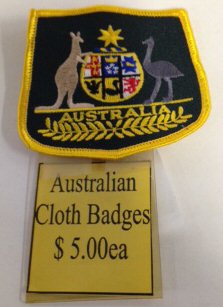 AUSTRALIA
Australian
Cloth Badges
$ 5.00ea